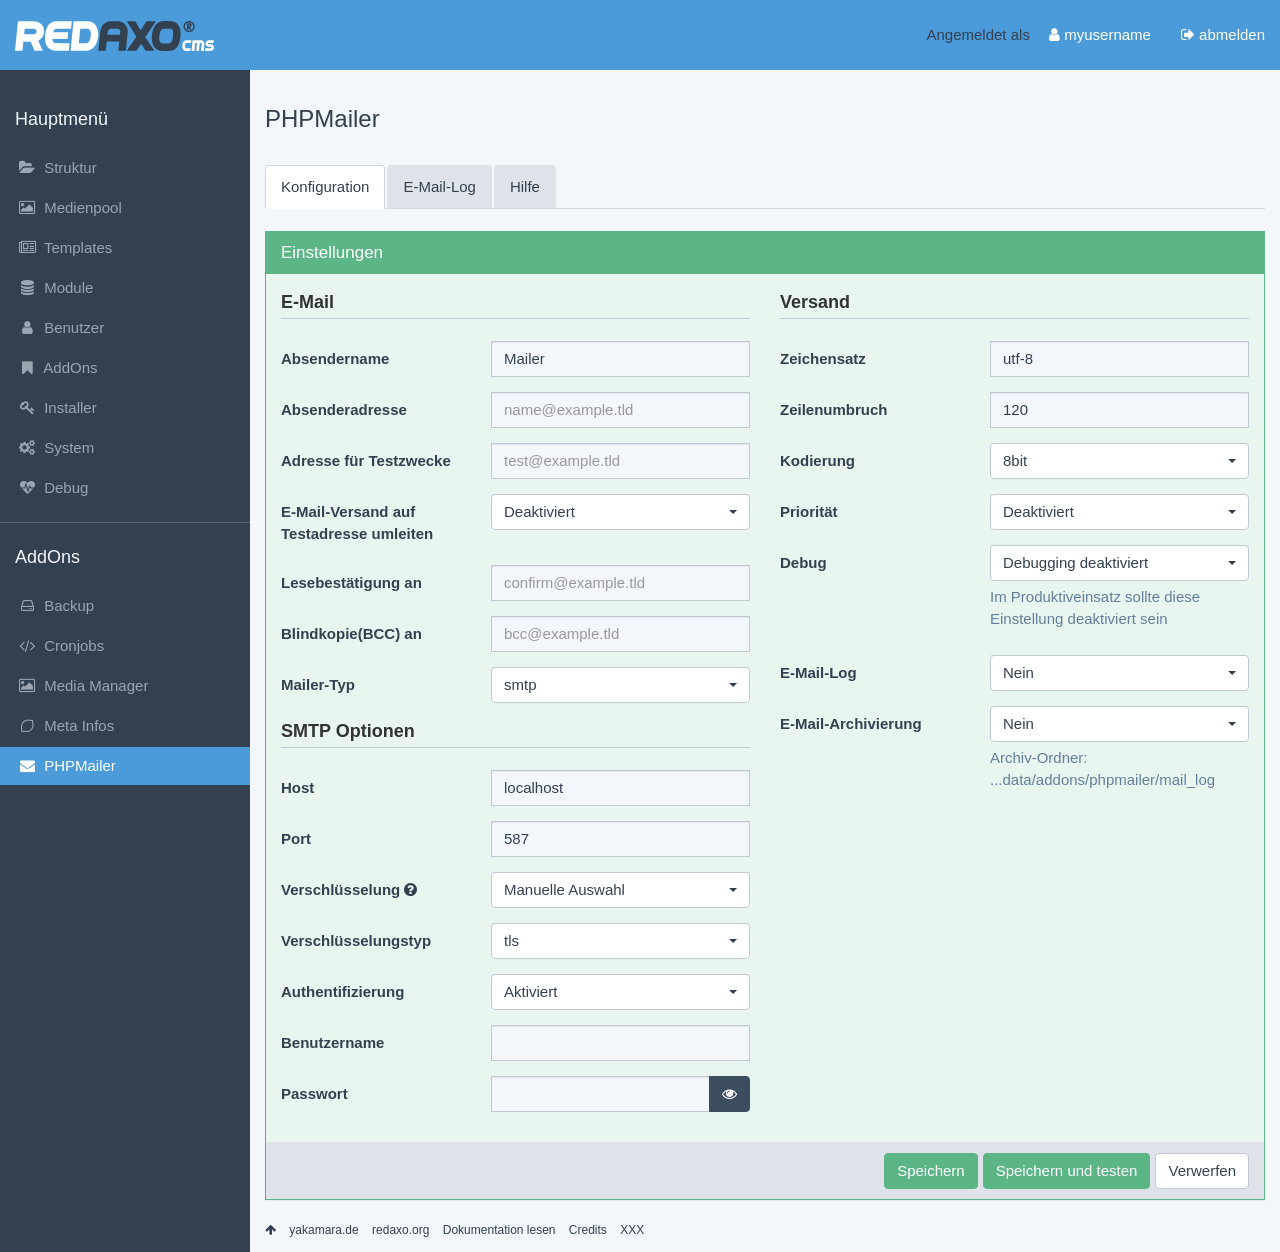 REDAXO® cms
Angemeldet als myusername abmelden
Hauptmenü
Struktur
Medienpool
Templates
Module
Benutzer
AddOns
Installer
System
Debug
AddOns
Backup
Cronjobs
Media Manager
Meta Infos
PHPMailer
PHPMailer
Konfiguration E-Mail-Log Hilfe
Einstellungen
E-Mail
Absendername Mailer
Absenderadresse name@example.tld
Adresse für Testzwecke test@example.tld
E-Mail-Versand auf Deaktiviert
Testadresse umleiten
Lesebestätigung an confirm@example.tld
Blindkopie(BCC) an bcc@example.tld
Mailer-Typ smtp
SMTP Optionen
Host localhost
Port 587
Verschlüsselung Manuelle Auswahl
Verschlüsselungstyp tls
Authentifizierung Aktiviert
Benutzername
Passwort
Versand
Zeichensatz utf-8
Zeilenumbruch 120
Kodierung 8bit
Priorität Deaktiviert
Debug Debugging deaktiviert
Im Produktiveinsatz sollte diese
Einstellung deaktiviert sein
E-Mail-Log Nein
E-Mail-Archivierung Nein
Archiv-Ordner:
...data/addons/phpmailer/mail_log
Speichern Speichern und testen Verwerfen
yakamara.de redaxo.org Dokumentation lesen Credits XXX